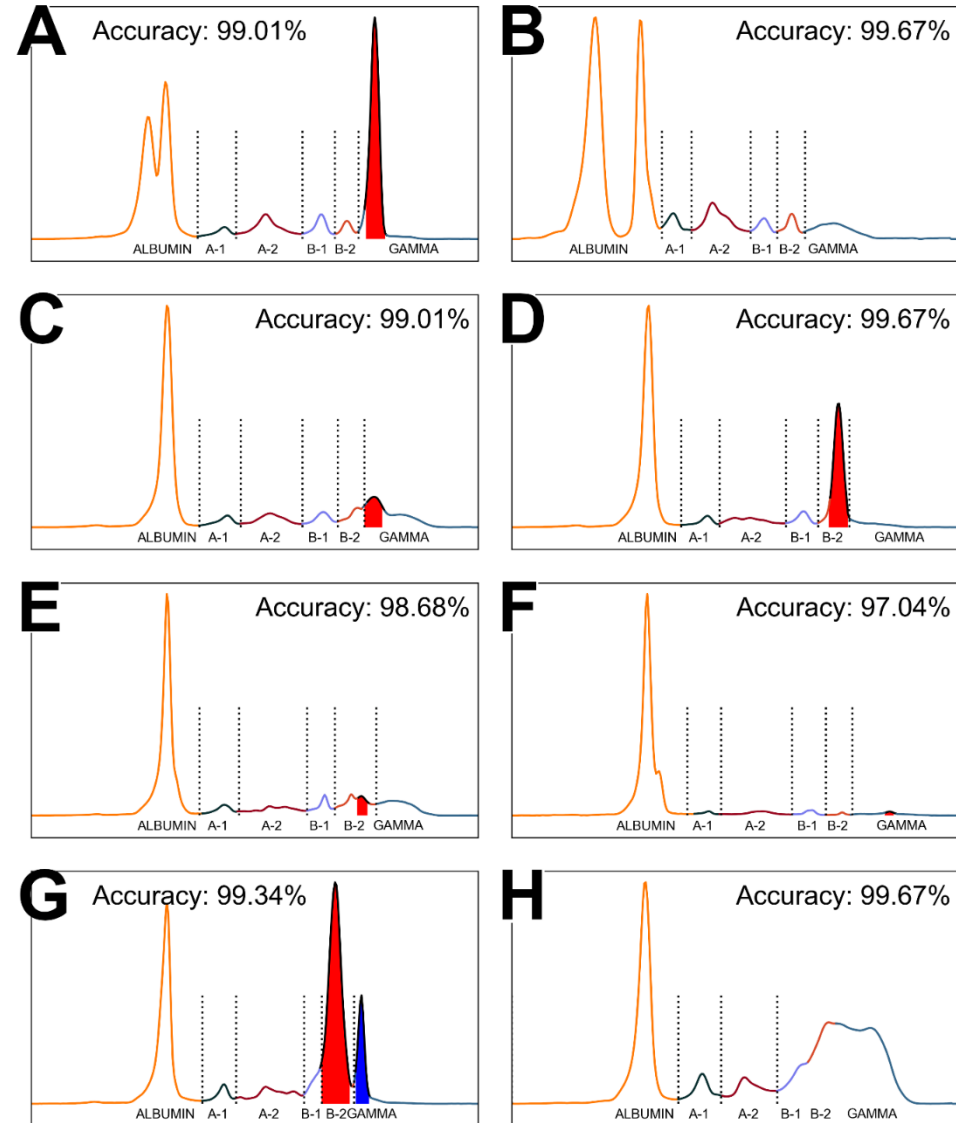 A Accuracy: 99.01%
ALBUMIN A-1 A-2 B-1 B-2 GAMMA
B Accuracy: 99.67%
ALBUMIN A-1 A-2 B-1 B-2 GAMMA
C Accuracy: 99.01%
ALBUMIN A-1 A-2 B-1 B-2 GAMMA
D Accuracy: 99.67%
ALBUMIN A-1 A-2 B-1 B-2 GAMMA
E Accuracy: 98.68%
ALBUMIN A-1 A-2 B-1 B-2 GAMMA
F Accuracy: 97.04%
ALBUMIN A-1 A-2 B-1 B-2 GAMMA
G Accuracy: 99.34%
ALBUMIN A-1 A-2 B-1 B-2GAMMA
H Accuracy: 99.67%
ALBUMIN A-1 A-2 B-1 B-2 GAMMA